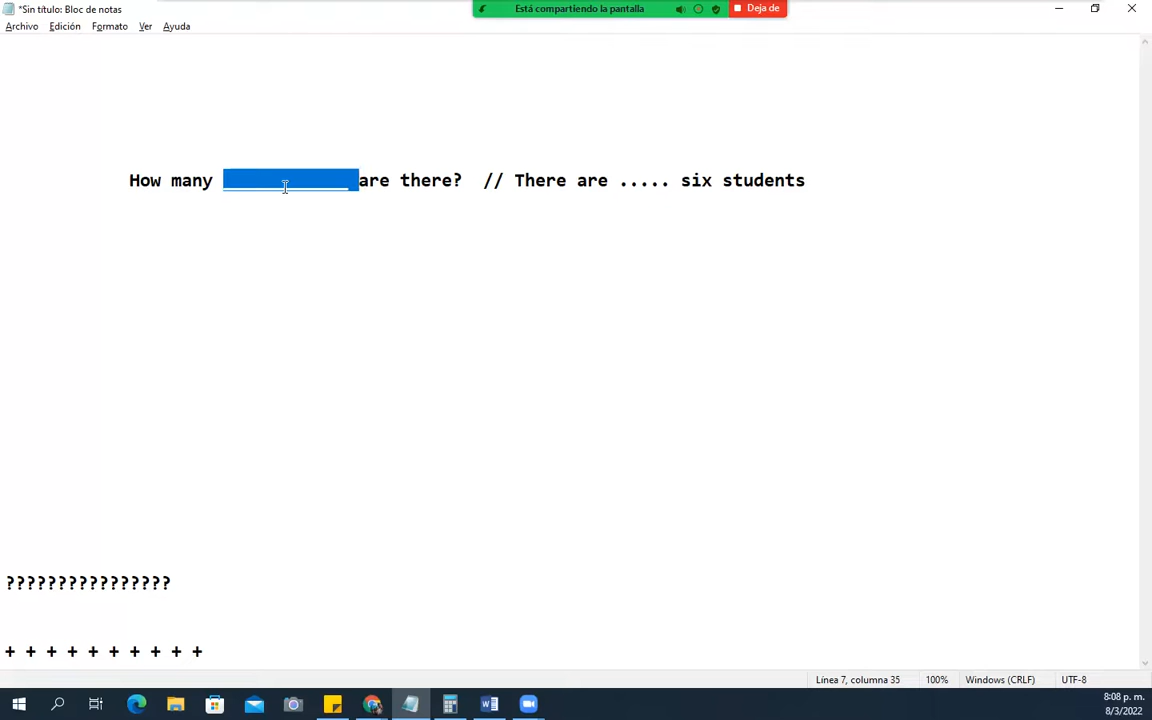 *Sin título: Bloc de notas
Está compartiendo la pantalla
Deja de
Archivo Edición Formato Ver Ayuda
How many _____________ are there? // There are ..... six students
????????????????
+ + + + + + + + + +
Línea 7, columna 35 100% Windows (CRLF) UTF-8
8:08 p. m.
8/3/2022